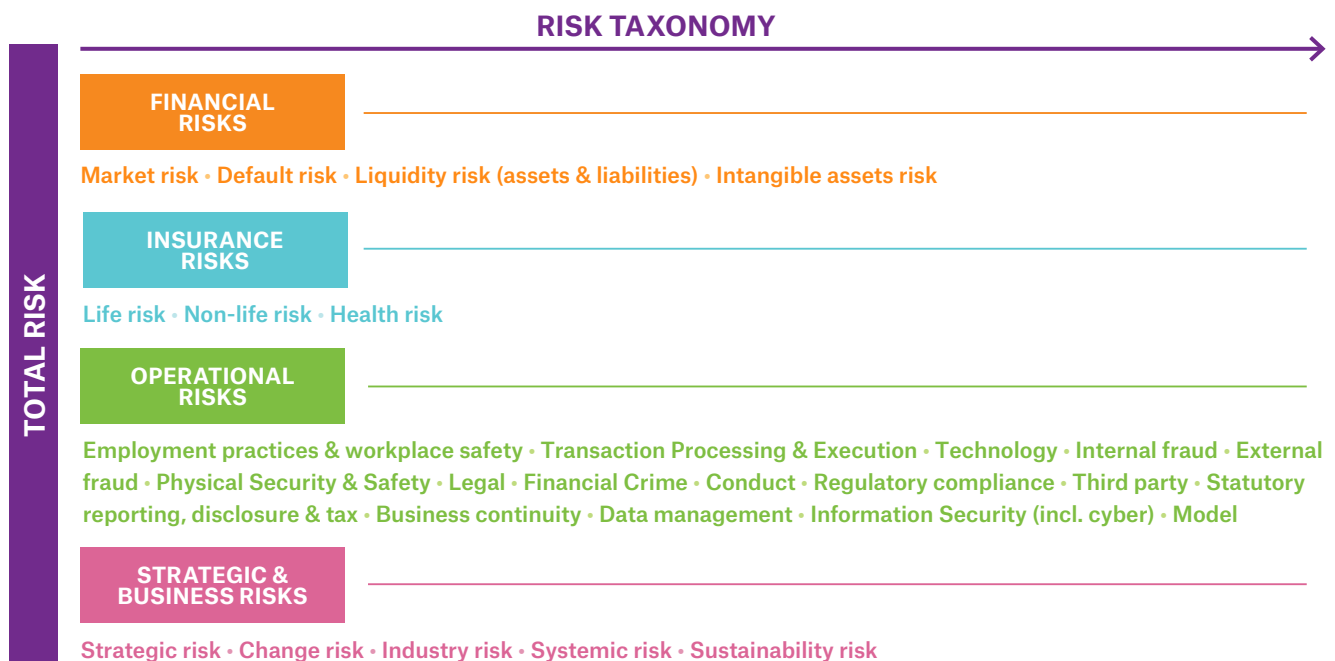 RISK TAXONOMY
TOTAL RISK
FINANCIAL
RISKS
Market risk • Default risk • Liquidity risk (assets & liabilities) • Intangible assets risk
INSURANCE
RISKS
Life risk • Non-life risk • Health risk
OPERATIONAL
RISKS
Employment practices & workplace safety • Transaction Processing & Execution • Technology • Internal fraud • External
fraud • Physical Security & Safety • Legal • Financial Crime • Conduct • Regulatory compliance • Third party • Statutory
reporting, disclosure & tax • Business continuity • Data management • Information Security (incl. cyber) • Model
STRATEGIC &
BUSINESS RISKS
Strategic risk • Change risk • Industry risk • Systemic risk • Sustainability risk